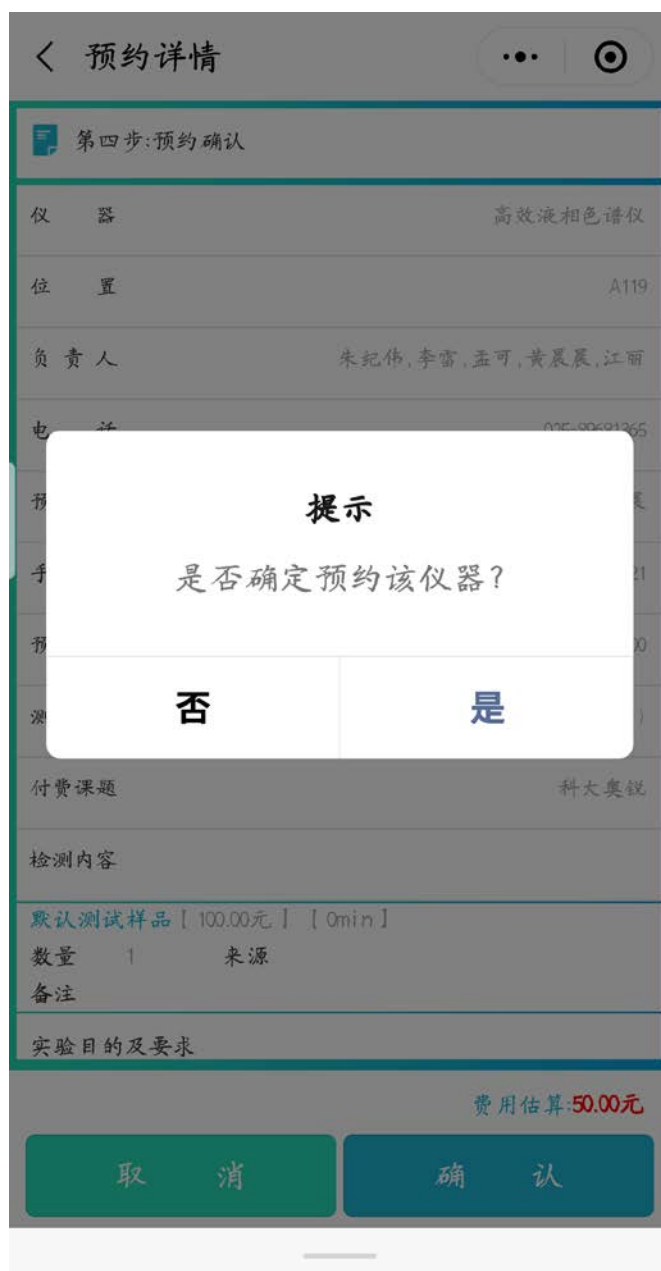 预约详情
第四步:预约确认
仪 器 高效液相色谱仪
位 置 A119
负责人 朱纪伟,李雷,孟可,黄晨晨,江丽
电 话 025-89681365
提示
是否确定预约该仪器?
否 是
付费课题 科大奥锐
检测内容
默认测试样品[100.00元] [0min]
数量 1 来源
备注
实验目的及要求
费用估算:50.00元
取 消 确 认